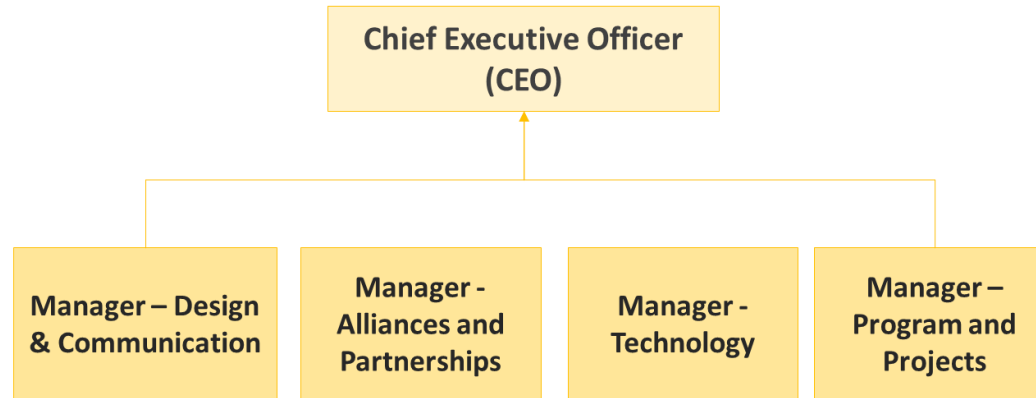 Chief Executive Officer
(CEO)
Manager – Design
& Communication
Manager -
Alliances and
Partnerships
Manager -
Technology
Manager –
Program and
Projects